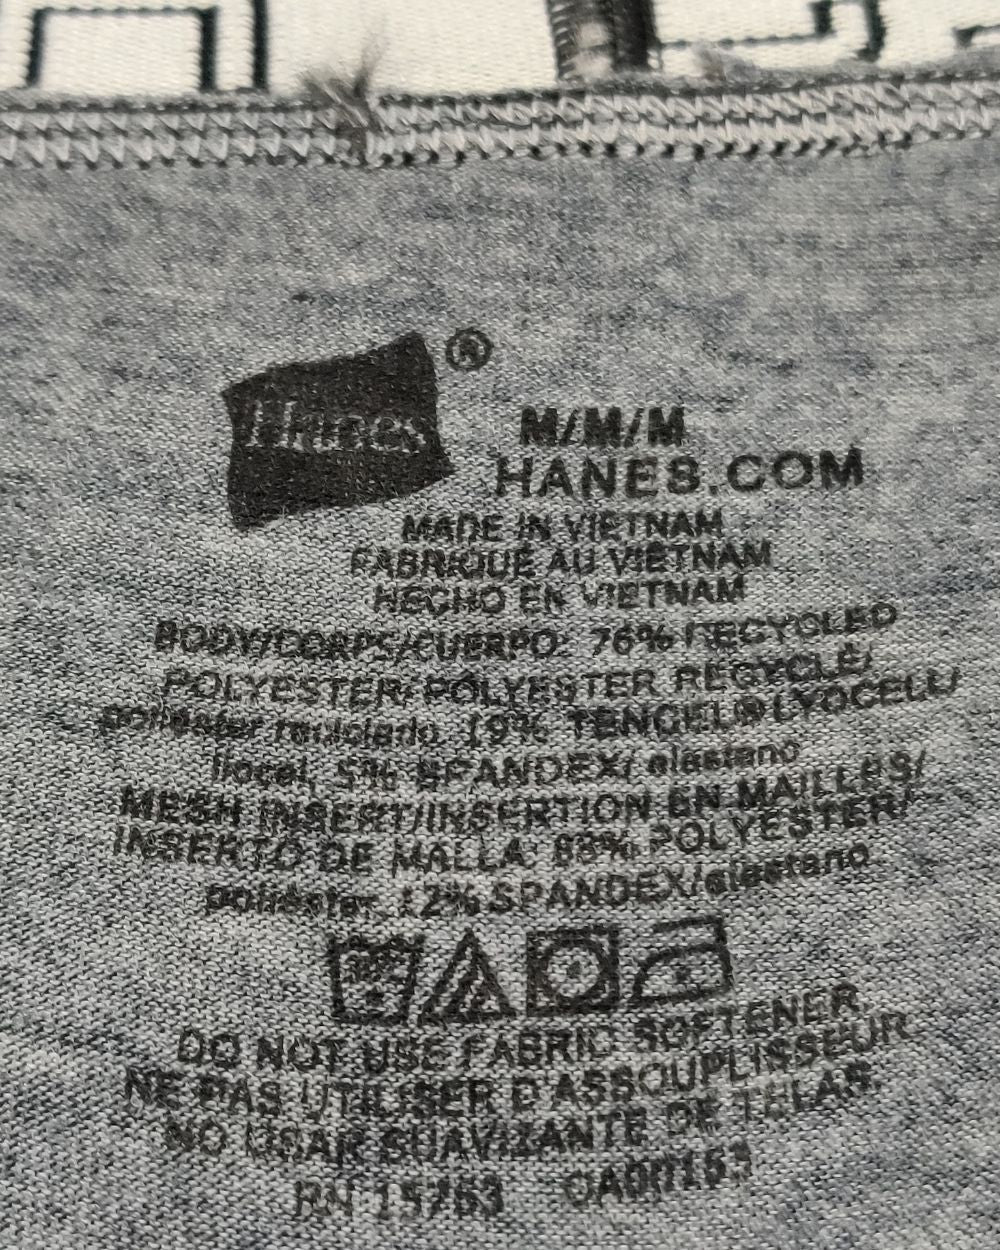 Hanes ®
M/M/M
HANES.COM
MADE IN VIETNAM
FABRIQUÉ AU VIETNAM
HECHO EN VIETNAM
BODY/CORPS/CUERPO: 76% RECYCLED
POLYESTER/POLYESTER RECYCLÉ/
poliéster reciclado, 19% TENCEL® LYOCELL/
liocel, 5% SPANDEX/elastano
MESH INSERT/INSERTION EN MAILLES/
INSERTO DE MALLA: 88% POLYESTER/
poliéster, 12% SPANDEX/elastano
DO NOT USE FABRIC SOFTENER.
NE PAS UTILISER D'ASSOUPLISSEUR
NO USAR SUAVIZANTE DE TELAS.
RN 15763 CA00153